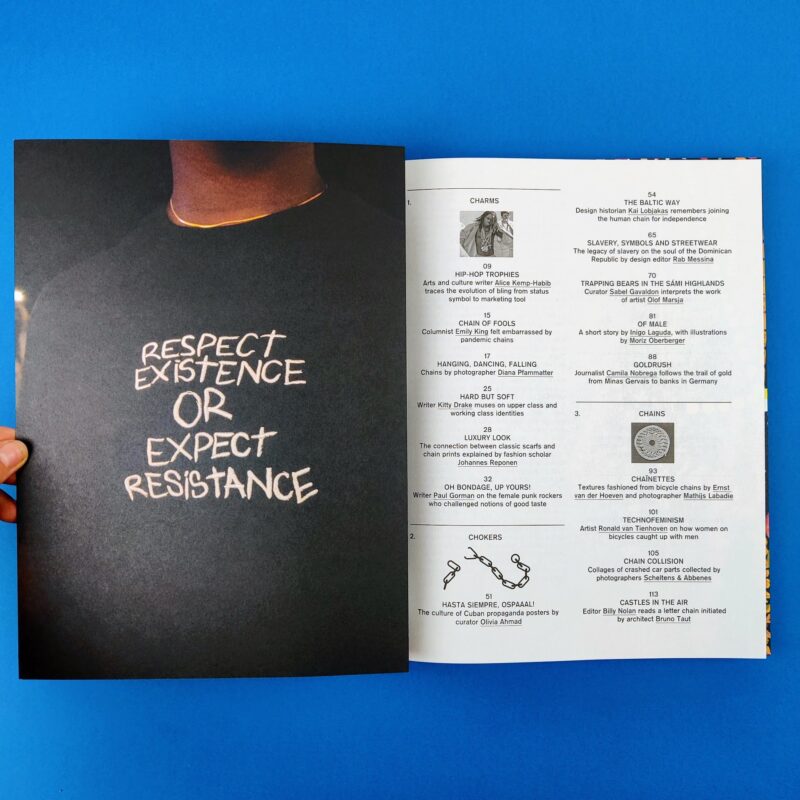 RESPECT
EXISTENCE
OR
EXPECT
RESISTANCE
1.
CHARMS
09
HIP-HOP TROPHIES
Arts and culture writer Alice Kemp-Habib
traces the evolution of bling from status
symbol to marketing tool
15
CHAIN OF FOOLS
Columnist Emily King felt embarrassed by
pandemic chains
17
HANGING, DANCING, FALLING
Chains by photographer Diana Pfammatter
25
HARD BUT SOFT
Writer Kitty Drake muses on upper class and
working class identities
28
LUXURY LOOK
The connection between classic scarfs and
chain prints explained by fashion scholar
Johannes Reponen
32
OH BONDAGE, UP YOURS!
Writer Paul Gorman on the female punk rockers
who challenged notions of good taste
2.
CHOKERS
51
HASTA SIEMPRE, OSPAAAL!
The culture of Cuban propaganda posters by
curator Olivia Ahmad
54
THE BALTIC WAY
Design historian Kai Lobjakas remembers joining
the human chain for independence
65
SLAVERY, SYMBOLS AND STREETWEAR
The legacy of slavery on the soul of the Dominican
Republic by design editor Rab Messina
70
TRAPPING BEARS IN THE SÁMI HIGHLANDS
Curator Sabel Gavaldon interprets the work
of artist Olof Marsja
81
OF MALE
A short story by Inigo Laguda, with illustrations
by Moriz Oberberger
88
GOLDRUSH
Journalist Camila Nobrega follows the trail of gold
from Minas Gervais to banks in Germany
3.
CHAINS
93
CHAÎNETTES
Textures fashioned from bicycle chains by Ernst
van der Hoeven and photographer Mathijs Labadie
101
TECHNOFEMINISM
Artist Ronald van Tienhoven on how women on
bicycles caught up with men
105
CHAIN COLLISION
Collages of crashed car parts collected by
photographers Scheltens & Abbenes
113
CASTLES IN THE AIR
Editor Billy Nolan reads a letter chain initiated
by architect Bruno Taut